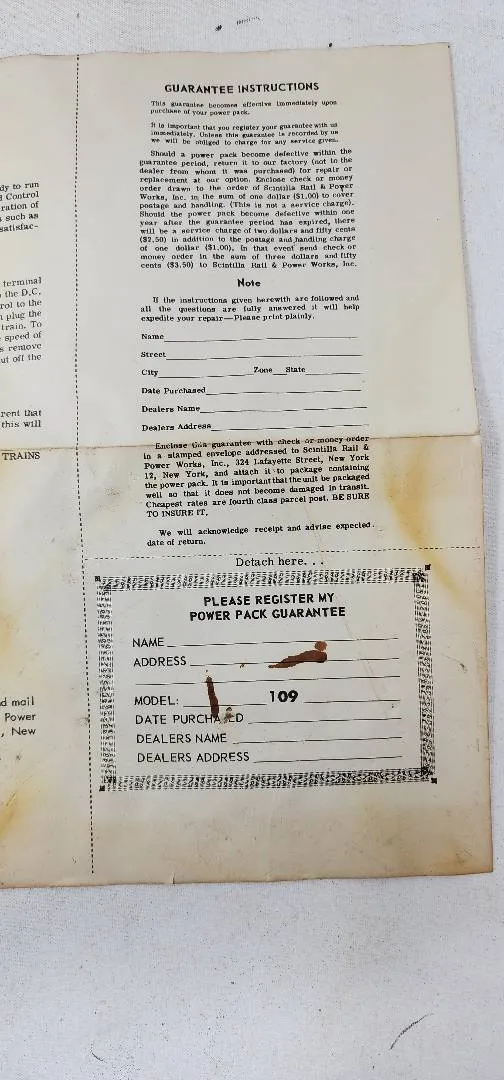 dy to run
d Control
ration of
such as
satisfac-
terminal
the D.C.
rol to the
plug the
train. To
speed of
s remove
ut off the
rent that
this will
TRAINS
d mail
Power
, New
GUARANTEE INSTRUCTIONS
This guarantee becomes effective immediately upon
purchase of your power pack.
It is important that you register your guarantee with us
immediately. Unless this guarantee is recorded by us
we will be obliged to charge for any service given.
Should a power pack become defective within the
guarantee period, return it to our factory (not to the
dealer from whom it was purchased) for repair or
replacement at our option. Enclose check or money
order drawn to the order of Scintilla Rail & Power
Works, Inc. in the sum of one dollar ($1.00) to cover
postage and handling. (This is not a service charge).
Should the power pack become defective within one
year after the guarantee period has expired, there
will be a service charge of two dollars and fifty cents
($2.50) in addition to the postage and handling charge
of one dollar ($1.00). In that event send check or
money order in the sum of three dollars and fifty
cents ($3.50) to Scintilla Rail & Power Works, Inc.
Note
If the instructions given herewith are followed and
all the questions are fully answered it will help
expedite your repair—Please print plainly.
Name
Street
City Zone State
Date Purchased
Dealers Name
Dealers Address
Enclose this guarantee with check or money order
in a stamped envelope addressed to Scintilla Rail &
Power Works, Inc., 324 Lafayette Street, New York
12, New York, and attach it to package containing
the power pack. It is important that the unit be packaged
well so that it does not become damaged in transit.
Cheapest rates are fourth class parcel post. BE SURE
TO INSURE IT.
We will acknowledge receipt and advise expected
date of return.
Detach here. . .
PLEASE REGISTER MY
POWER PACK GUARANTEE
NAME
ADDRESS
MODEL: 109
DATE PURCHASED
DEALERS NAME
DEALERS ADDRESS